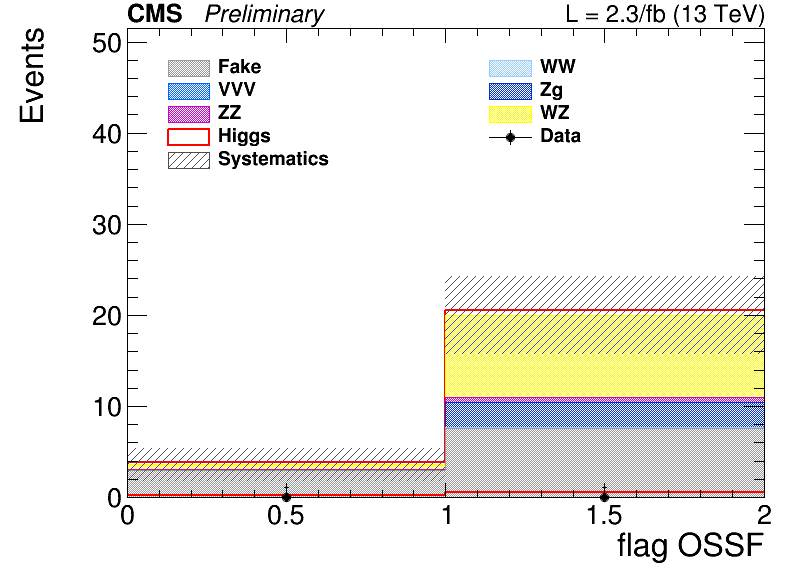 CMS Preliminary L = 2.3/fb (13 TeV)
Events
50
40
30
20
10
0
Fake WW
VVV Zg
ZZ WZ
Higgs Data
Systematics
0 0.5 1 1.5 2
flag OSSF